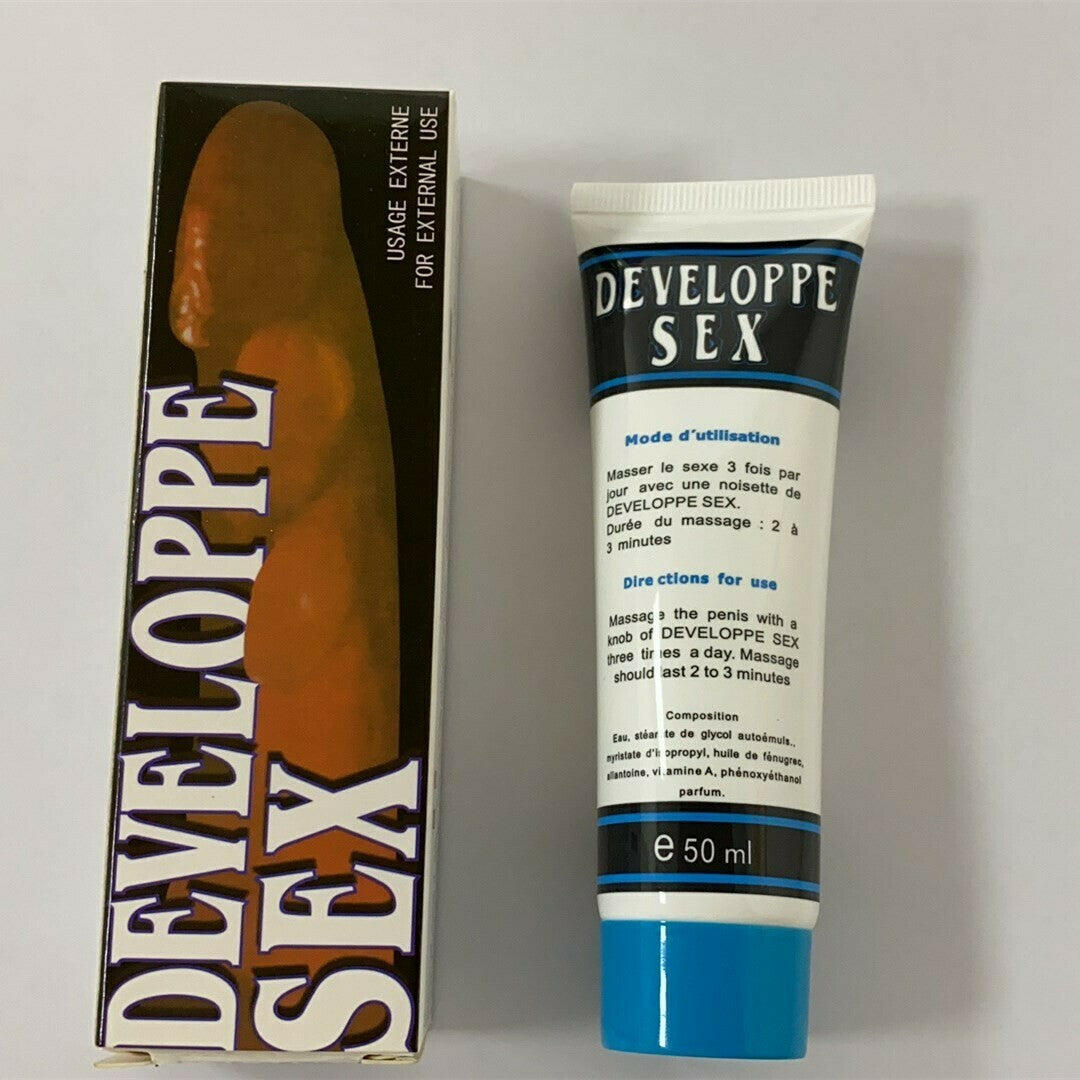 USAGE EXTERNE
FOR EXTERNAL USE
DEVELOPPE
SEX
DEVELOPPE
SEX
Mode d'utilisation
Masser le sexe 3 fois par
jour avec une noisette de
DEVELOPPE SEX.
Durée du massage : 2 à
3 minutes
Dire ctions for use
Massage the penis with a
knob of DEVELOPPE SEX
three times a day. Massage
should last 2 to 3 minutes
Composition
Eau, stéarate de glycol autoémuls..
myristate d'isopropyl, huile de fénugrec,
allantoine, vitamine A, phénoxyéthanol
parfum.
e 50 ml